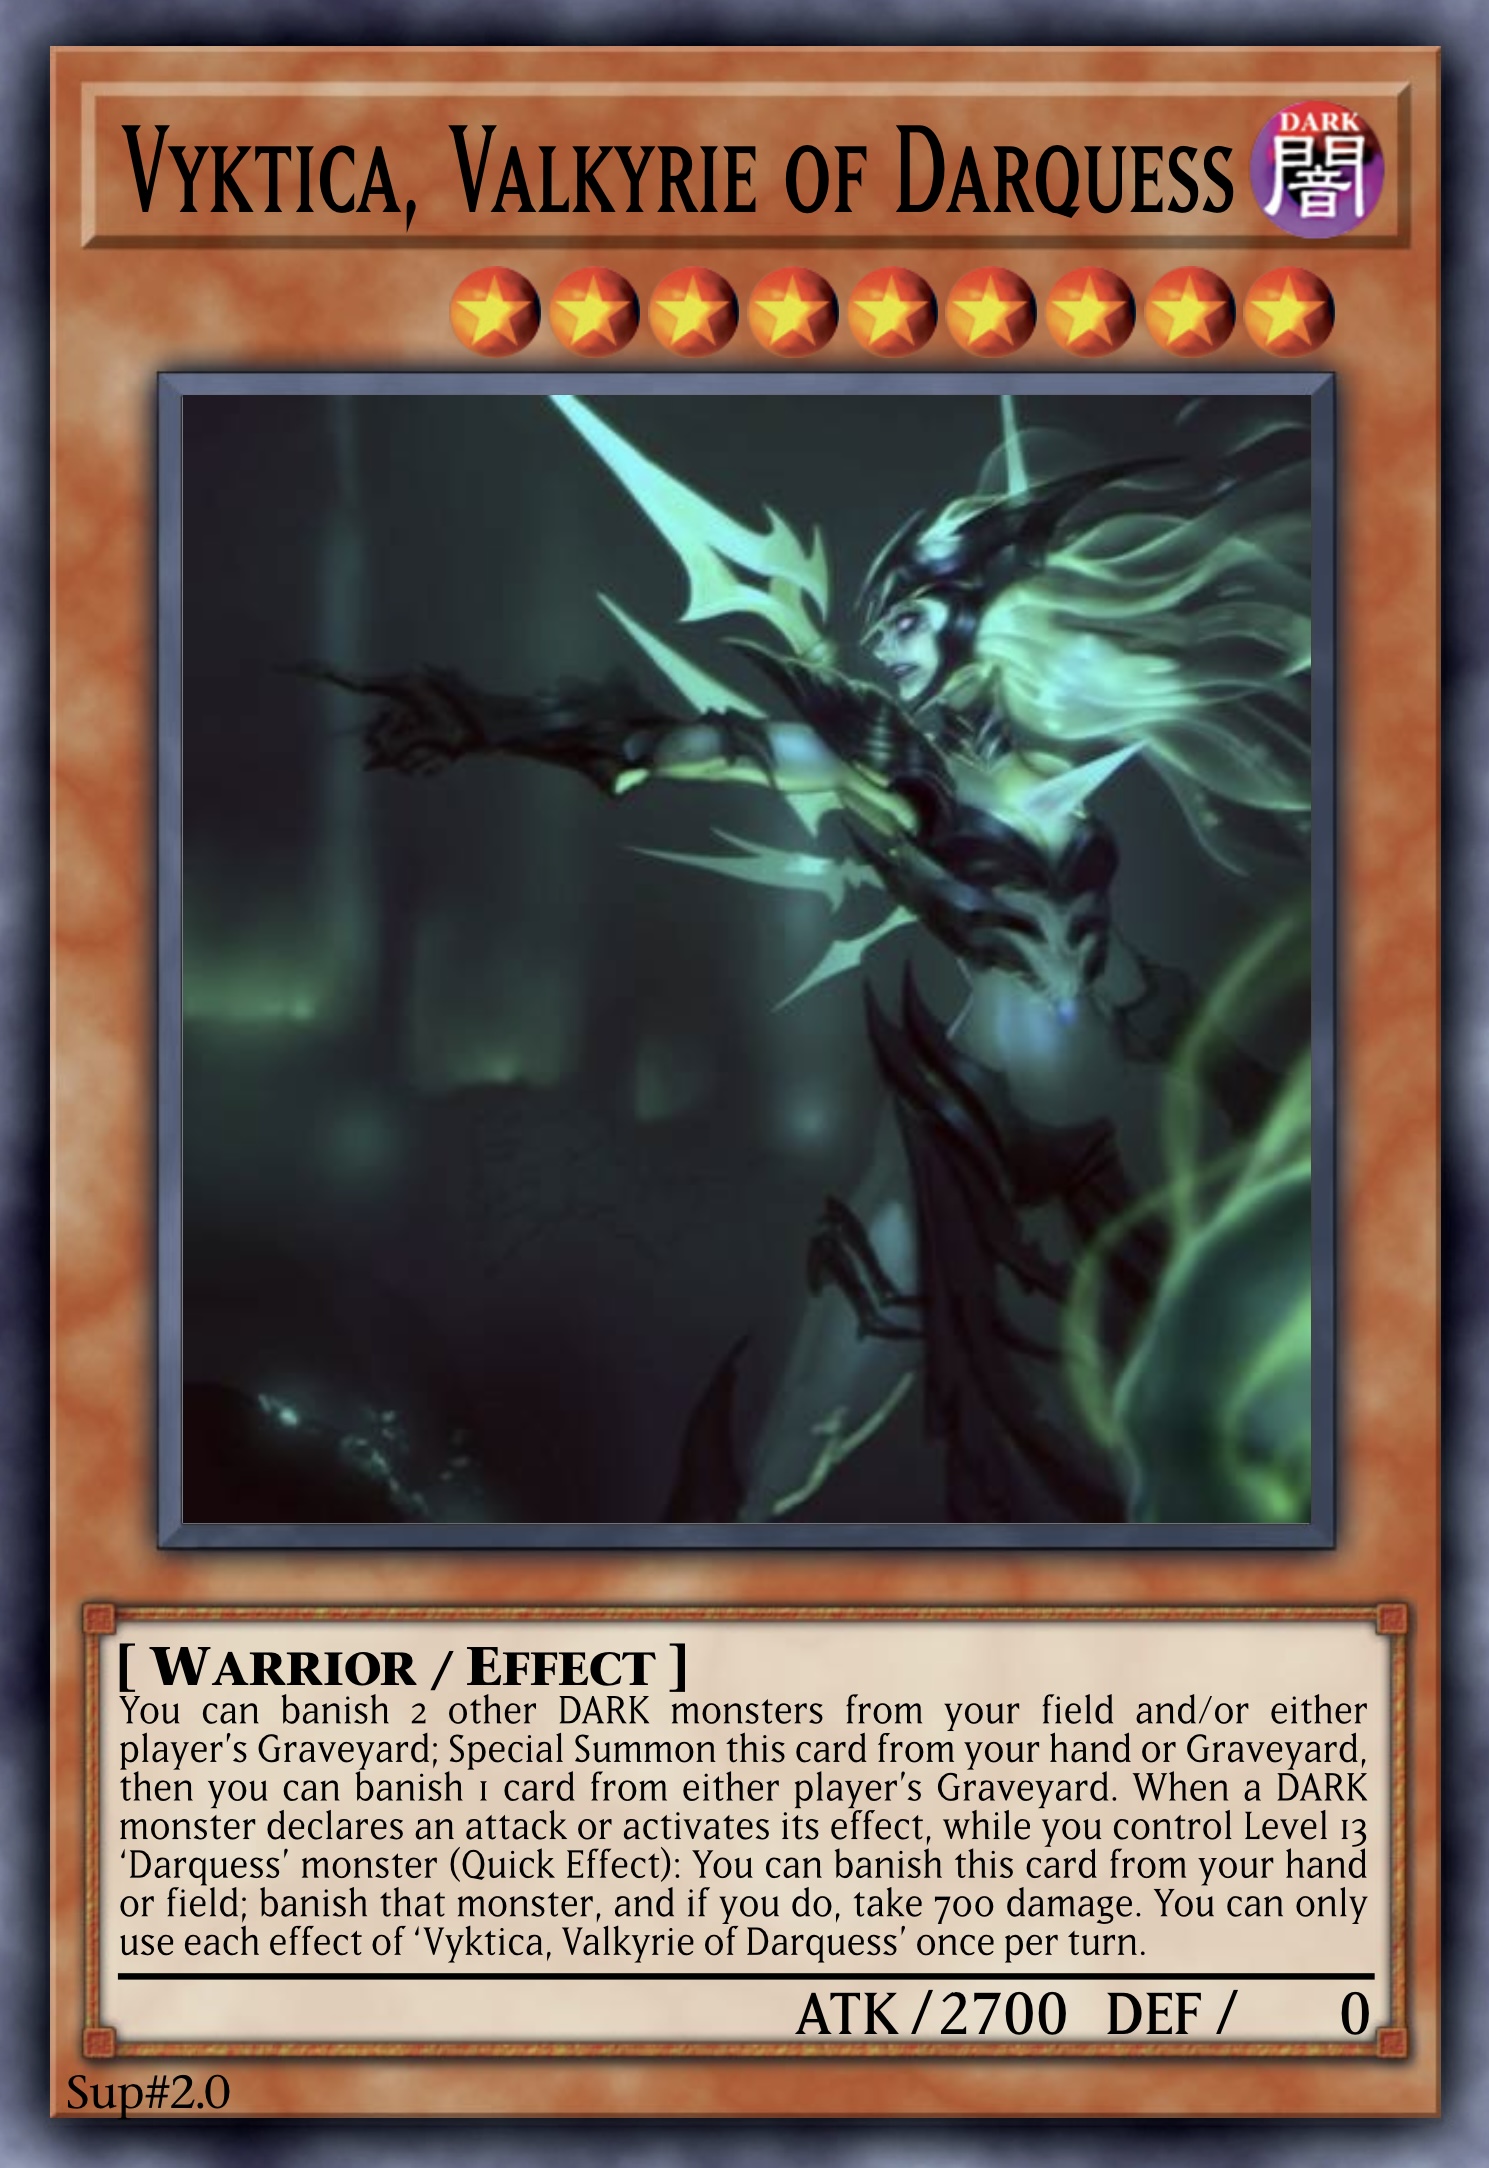 Vyktica, Valkyrie of Darquess
DARK
闇
[ Warrior / Effect ]
You can banish 2 other DARK monsters from your field and/or either
player's Graveyard; Special Summon this card from your hand or Graveyard,
then you can banish 1 card from either player's Graveyard. When a DARK
monster declares an attack or activates its effect, while you control Level 13
‘Darquess’ monster (Quick Effect): You can banish this card from your hand
or field; banish that monster, and if you do, take 700 damage. You can only
use each effect of ‘Vyktica, Valkyrie of Darquess’ once per turn.
ATK / 2700 DEF / 0
Sup#2.0